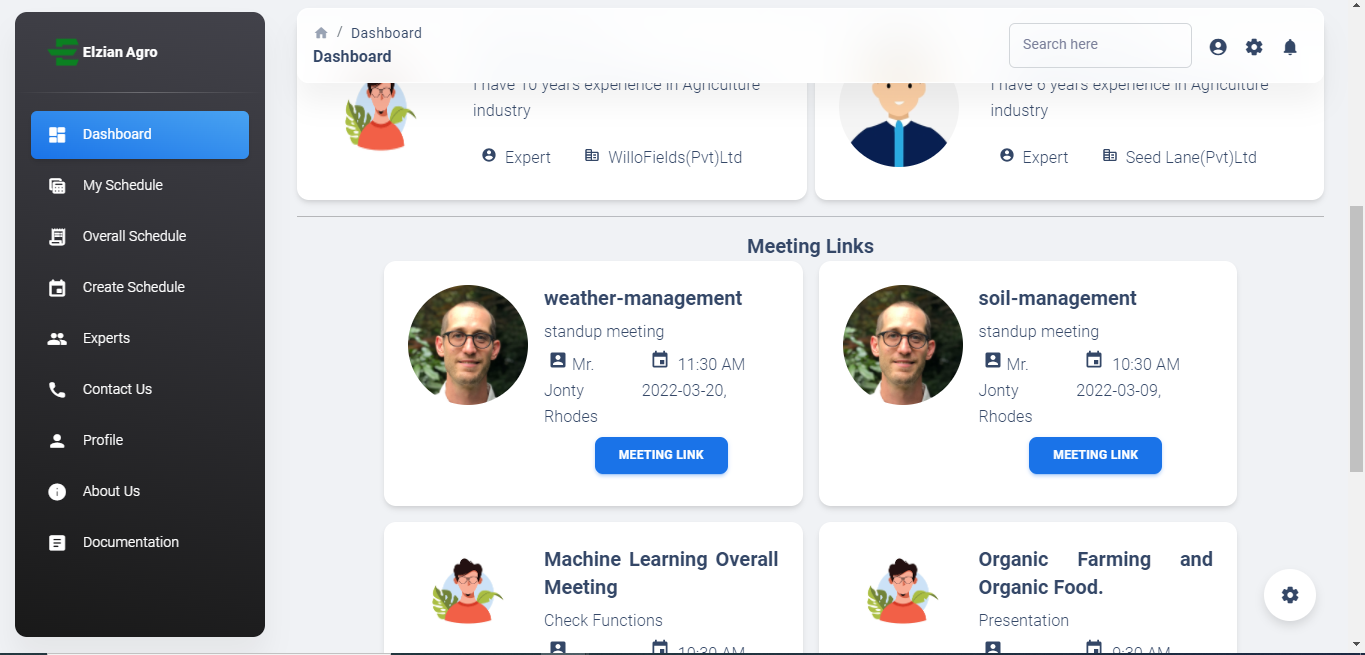 Elzian Agro
Dashboard
My Schedule
Overall Schedule
Create Schedule
Experts
Contact Us
Profile
About Us
Documentation
/ Dashboard
Dashboard
Search here
I have 10 years experience in Agriculture
industry
Expert WilloFields(Pvt)Ltd
I have 6 years experience in Agriculture
industry
Expert Seed Lane(Pvt)Ltd
Meeting Links
weather-management
standup meeting
Mr.
Jonty
Rhodes
11:30 AM
2022-03-20,
MEETING LINK
soil-management
standup meeting
Mr.
Jonty
Rhodes
10:30 AM
2022-03-09,
MEETING LINK
Machine Learning Overall
Meeting
Check Functions
10:30 AM
Organic Farming and
Organic Food.
Presentation
9:30 AM